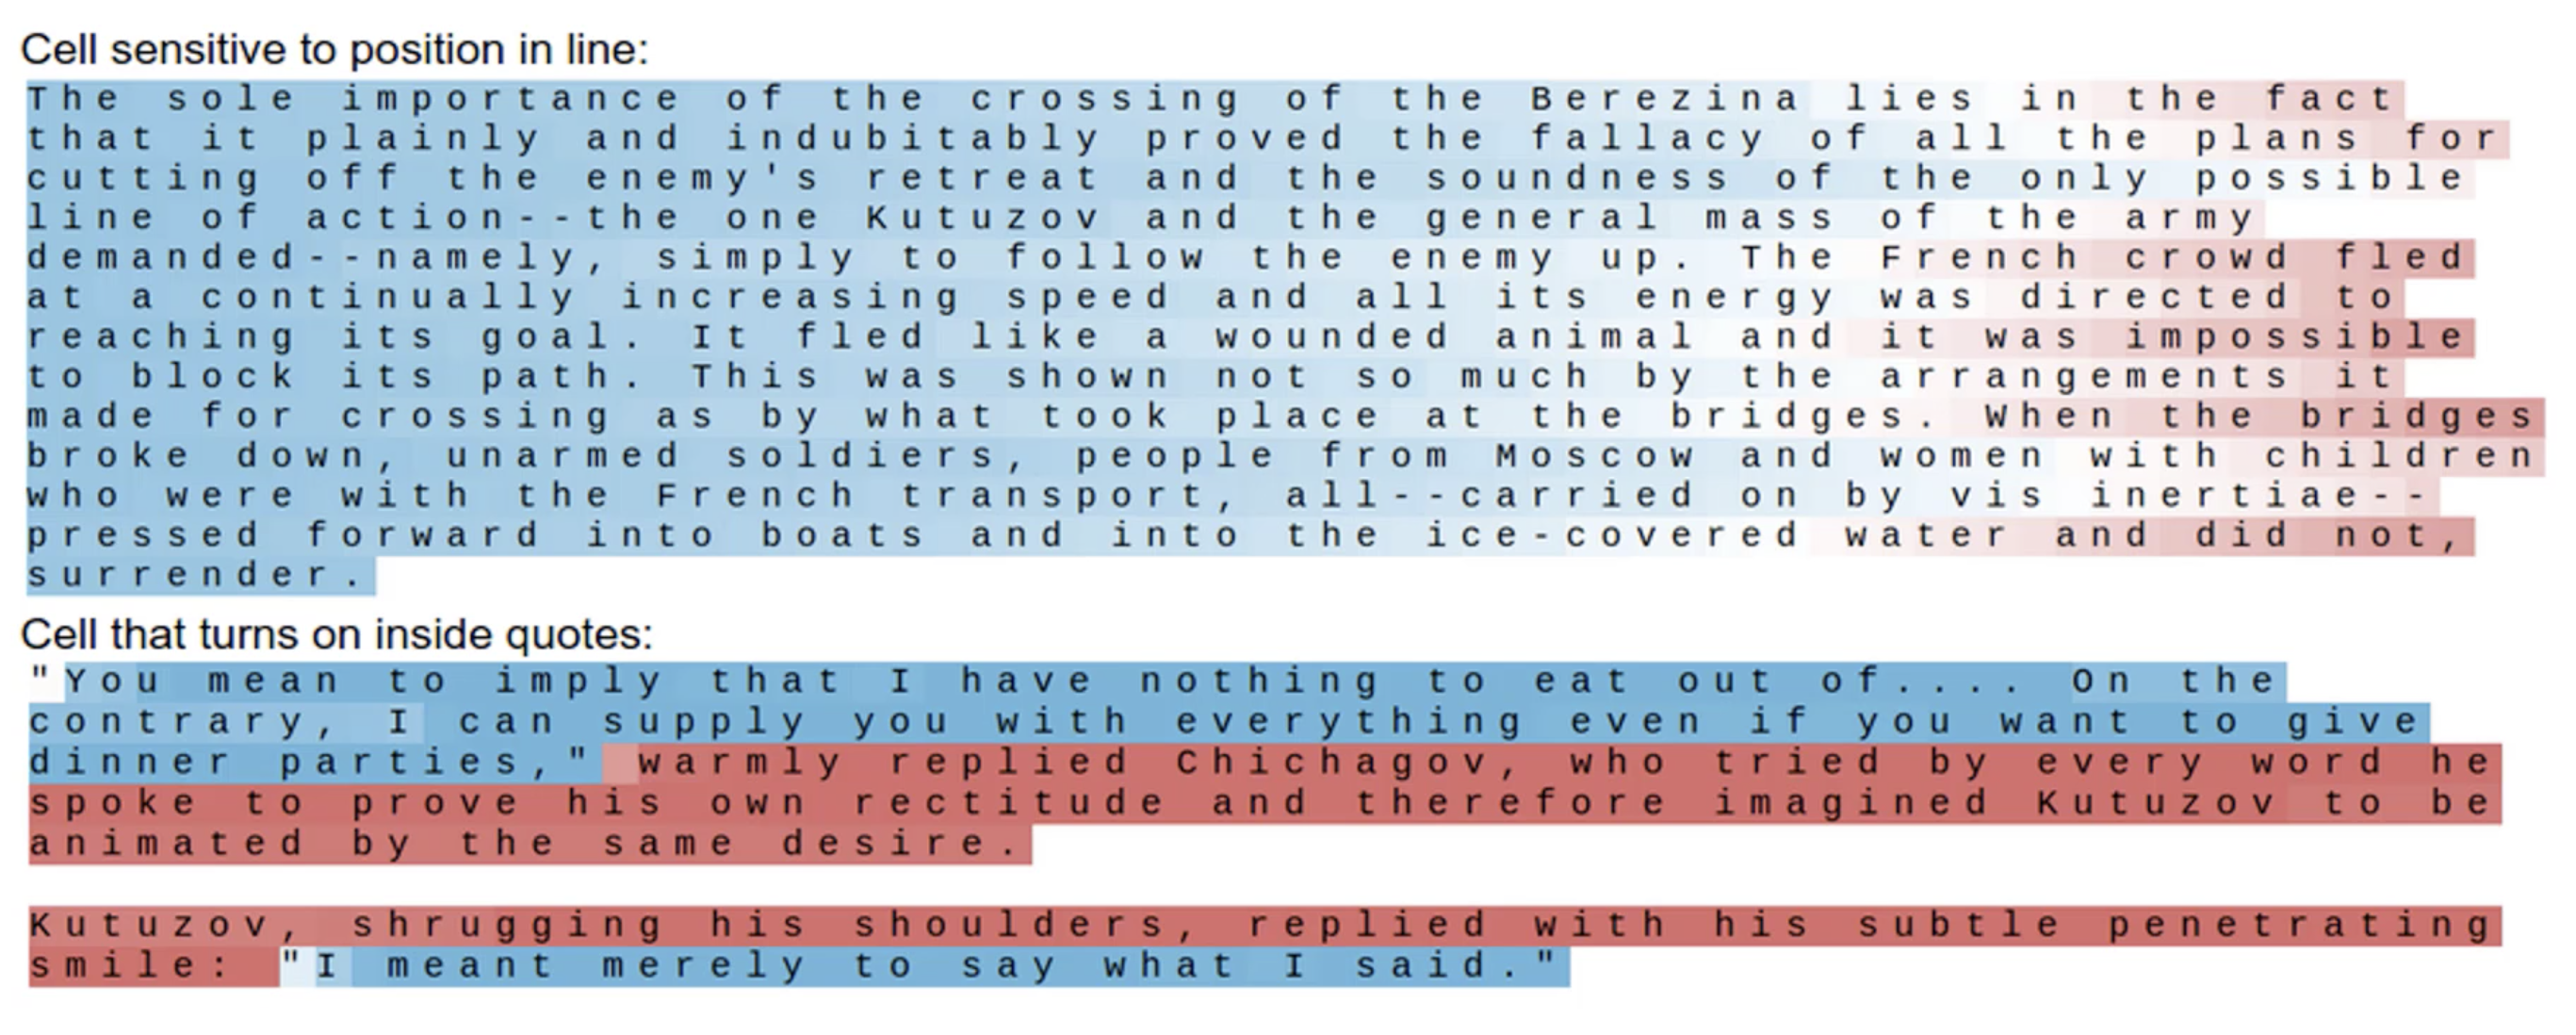 Cell sensitive to position in line:
The sole importance of the crossing of the Berezina lies in the fact
that it plainly and indubitably proved the fallacy of all the plans for
cutting off the enemy's retreat and the soundness of the only possible
line of action--the one Kutuzov and the general mass of the army
demanded--namely, simply to follow the enemy up. The French crowd fled
at a continually increasing speed and all its energy was directed to
reaching its goal. It fled like a wounded animal and it was impossible
to block its path. This was shown not so much by the arrangements it
made for crossing as by what took place at the bridges. When the bridges
broke down, unarmed soldiers, people from Moscow and women with children
who were with the French transport, all--carried on by vis inertiae--
pressed forward into boats and into the ice-covered water and did not,
surrender.
Cell that turns on inside quotes:
"You mean to imply that I have nothing to eat out of.... On the
contrary, I can supply you with everything even if you want to give
dinner parties," warmly replied Chichagov, who tried by every word he
spoke to prove his own rectitude and therefore imagined Kutuzov to be
animated by the same desire.
Kutuzov, shrugging his shoulders, replied with his subtle penetrating
smile: "I meant merely to say what I said."